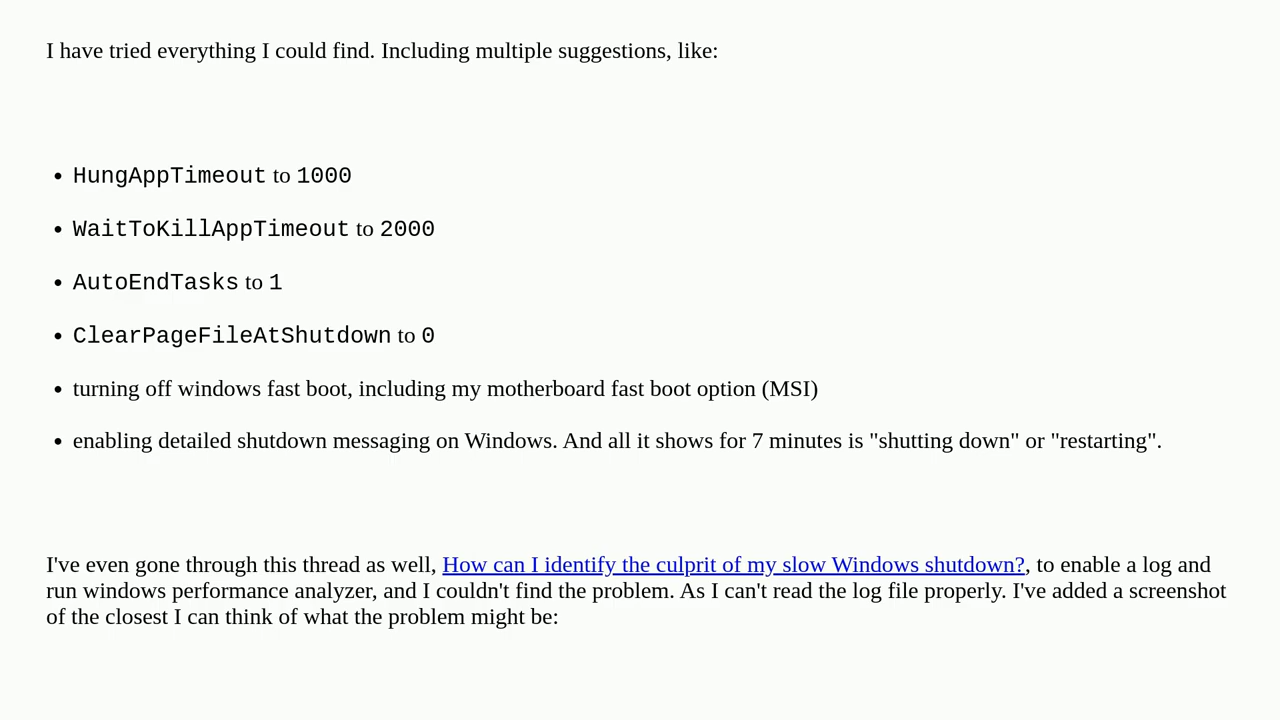 I have tried everything I could find. Including multiple suggestions, like:
• HungAppTimeout to 1000
• WaitToKillAppTimeout to 2000
• AutoEndTasks to 1
• ClearPageFileAtShutdown to 0
• turning off windows fast boot, including my motherboard fast boot option (MSI)
• enabling detailed shutdown messaging on Windows. And all it shows for 7 minutes is "shutting down" or "restarting".
I've even gone through this thread as well, How can I identify the culprit of my slow Windows shutdown?, to enable a log and
run windows performance analyzer, and I couldn't find the problem. As I can't read the log file properly. I've added a screenshot
of the closest I can think of what the problem might be: